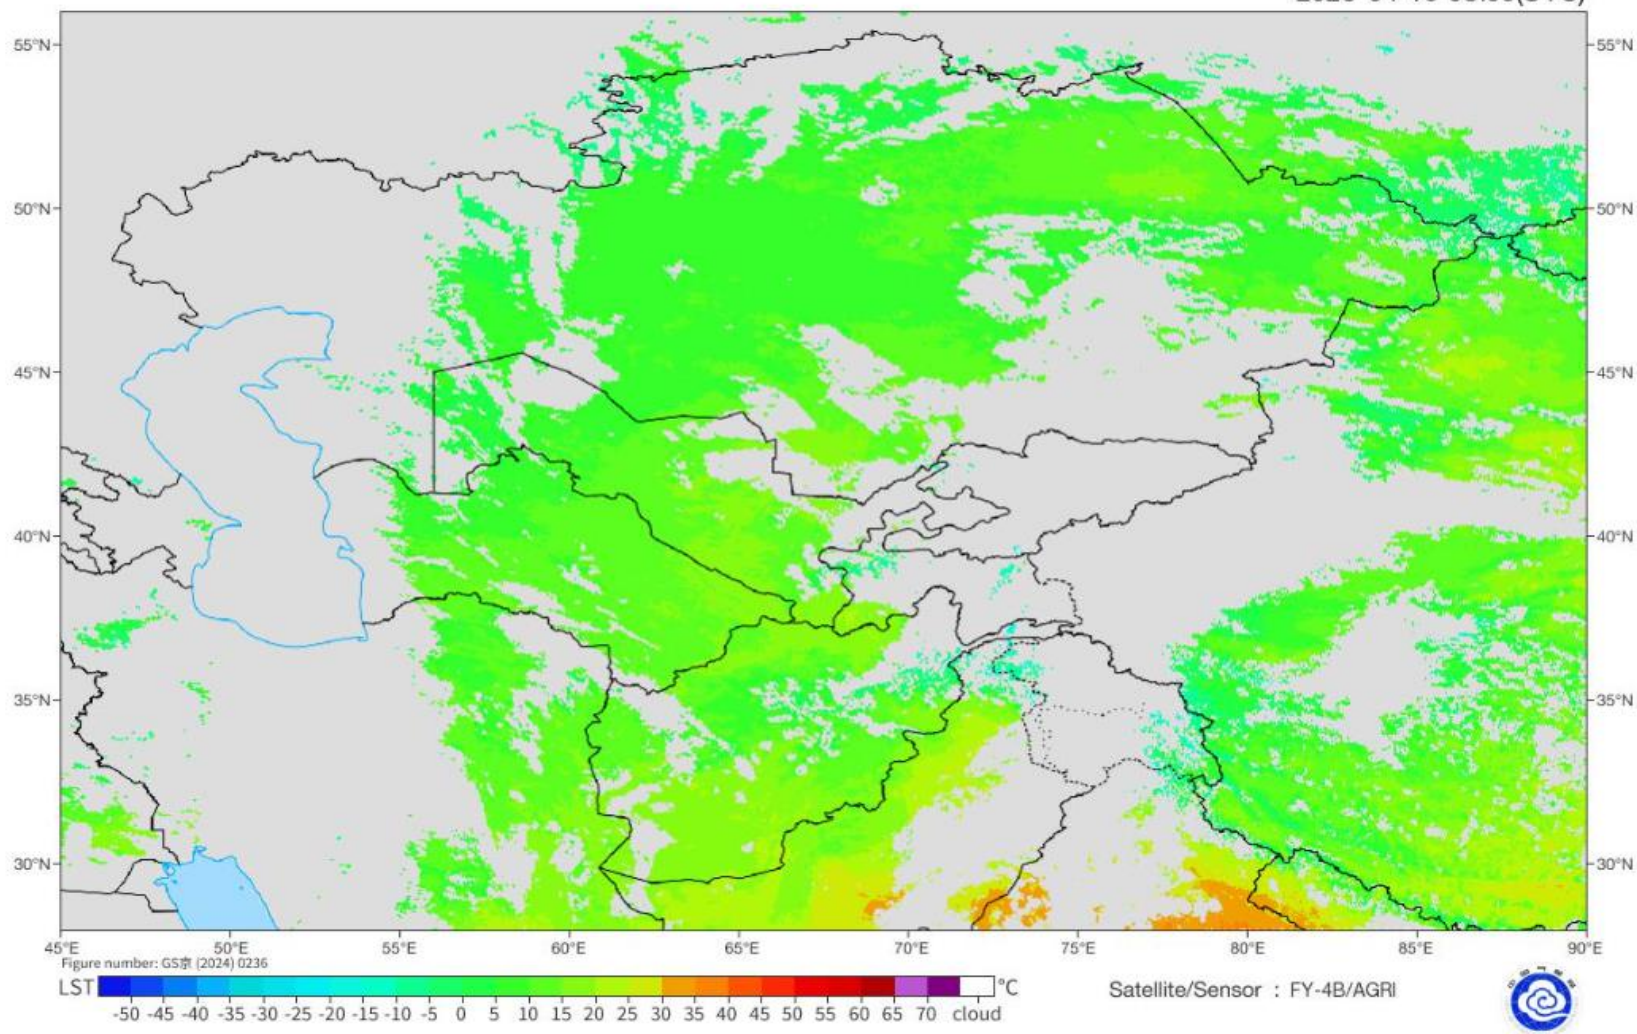 55°N 55°N
50°N 50°N
45°N 45°N
40°N 40°N
35°N 35°N
30°N 30°N
45°E 50°E 55°E 60°E 65°E 70°E 75°E 80°E 85°E 90°E
Figure number: GS京 (2024) 0236
LST °C
-50 -45 -40 -35 -30 -25 -20 -15 -10 -5 0 5 10 15 20 25 30 35 40 45 50 55 60 65 70 cloud
Satellite/Sensor : FY-4B/AGRI